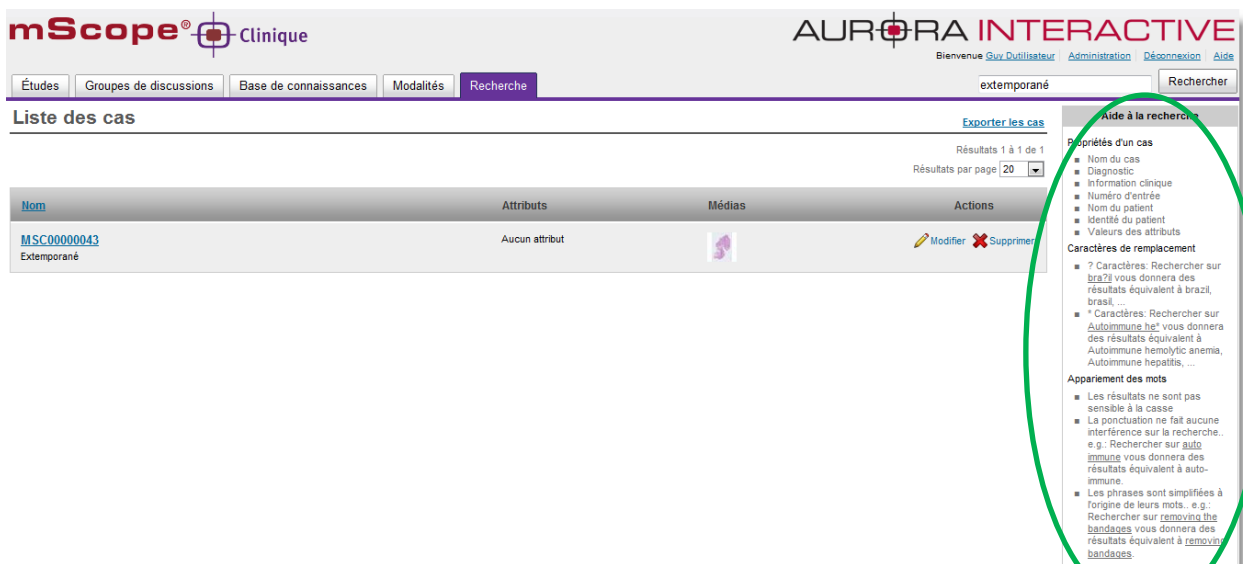 mScope® Clinique
AURORA INTERACTIVE
Bienvenue Guy Dutilisateur Administration Déconnexion Aide
Études Groupes de discussions Base de connaissances Modalités Recherche
extemporané Rechercher
Liste des cas
Exporter les cas
Résultats 1 à 1 de 1
Résultats par page 20
Nom Attributs Médias Actions
MSC00000043 Aucun attribut Modifier Supprimer
Extemporané
Aide à la recherche
Propriétés d'un cas
Nom du cas
Diagnostic
Information clinique
Numéro d'entrée
Nom du patient
Identité du patient
Valeurs des attributs
Caractères de remplacement
? Caractères: Rechercher sur
bra?il vous donnera des
résultats équivalent à brazil,
brasil, ...
* Caractères: Rechercher sur
Autoimmune he* vous donnera
des résultats équivalent à
Autoimmune hemolytic anemia,
Autoimmune hepatitis, ...
Appariement des mots
Les résultats ne sont pas
sensible à la casse
La ponctuation ne fait aucune
interférence sur la recherche..
e.g.: Rechercher sur auto
immune vous donnera des
résultats équivalent à auto-
immune.
Les phrases sont simplifiées à
l'origine de leurs mots.. e.g.:
Rechercher sur removing the
bandages vous donnera des
résultats équivalent à removing
bandages.